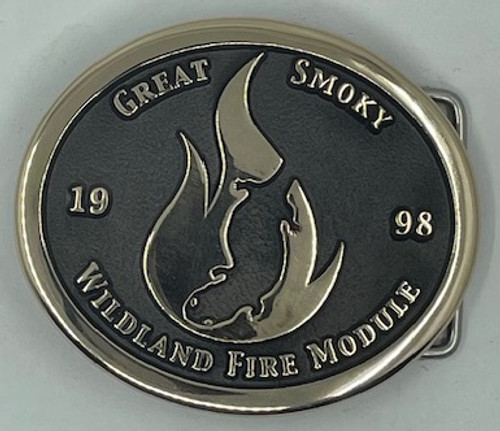 GREAT SMOKY
19 98
WILDLAND FIRE MODULE